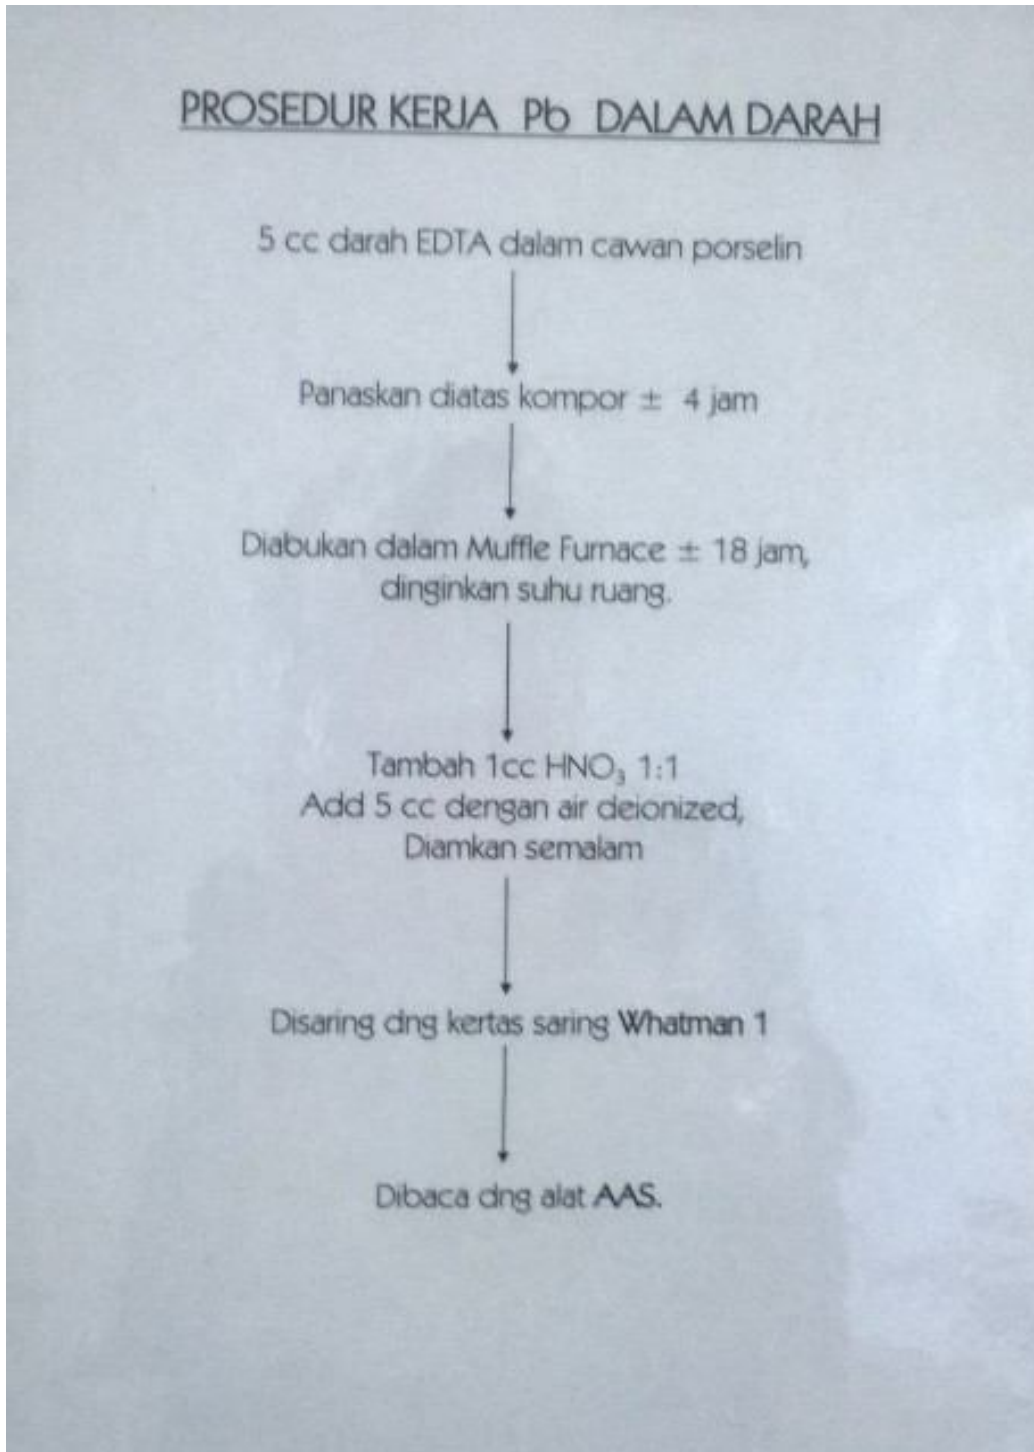 PROSEDUR KERJA Pb DALAM DARAH
5 cc darah EDTA dalam cawan porselin
Panaskan diatas kompor ± 4 jam
Diabukan dalam Muffle Furnace ± 18 jam,
dinginkan suhu ruang.
Tambah 1cc HNO₃ 1:1
Add 5 cc dengan air deionized,
Diamkan semalam
Disaring dng kertas saring Whatman 1
Dibaca dng alat AAS.